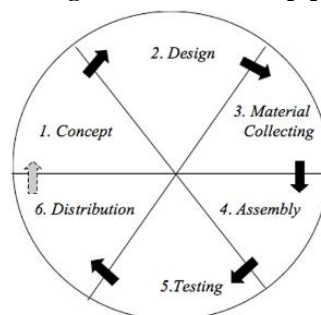 2. Design
3. Material
Collecting
1. Concept
6. Distribution
4. Assembly
5.Testing